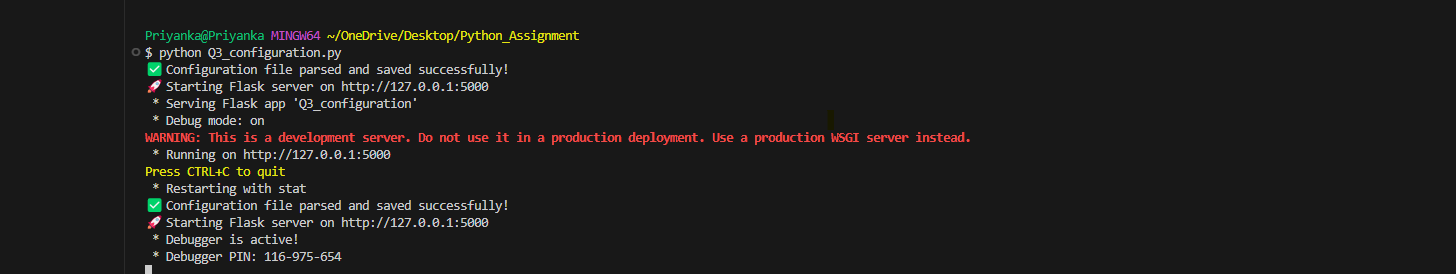 Priyanka@Priyanka MINGW64 ~/OneDrive/Desktop/Python_Assignment
$ python Q3_configuration.py
✅ Configuration file parsed and saved successfully!
🚀 Starting Flask server on http://127.0.0.1:5000
* Serving Flask app 'Q3_configuration'
* Debug mode: on
WARNING: This is a development server. Do not use it in a production deployment. Use a production WSGI server instead.
* Running on http://127.0.0.1:5000
Press CTRL+C to quit
* Restarting with stat
✅ Configuration file parsed and saved successfully!
🚀 Starting Flask server on http://127.0.0.1:5000
* Debugger is active!
* Debugger PIN: 116-975-654